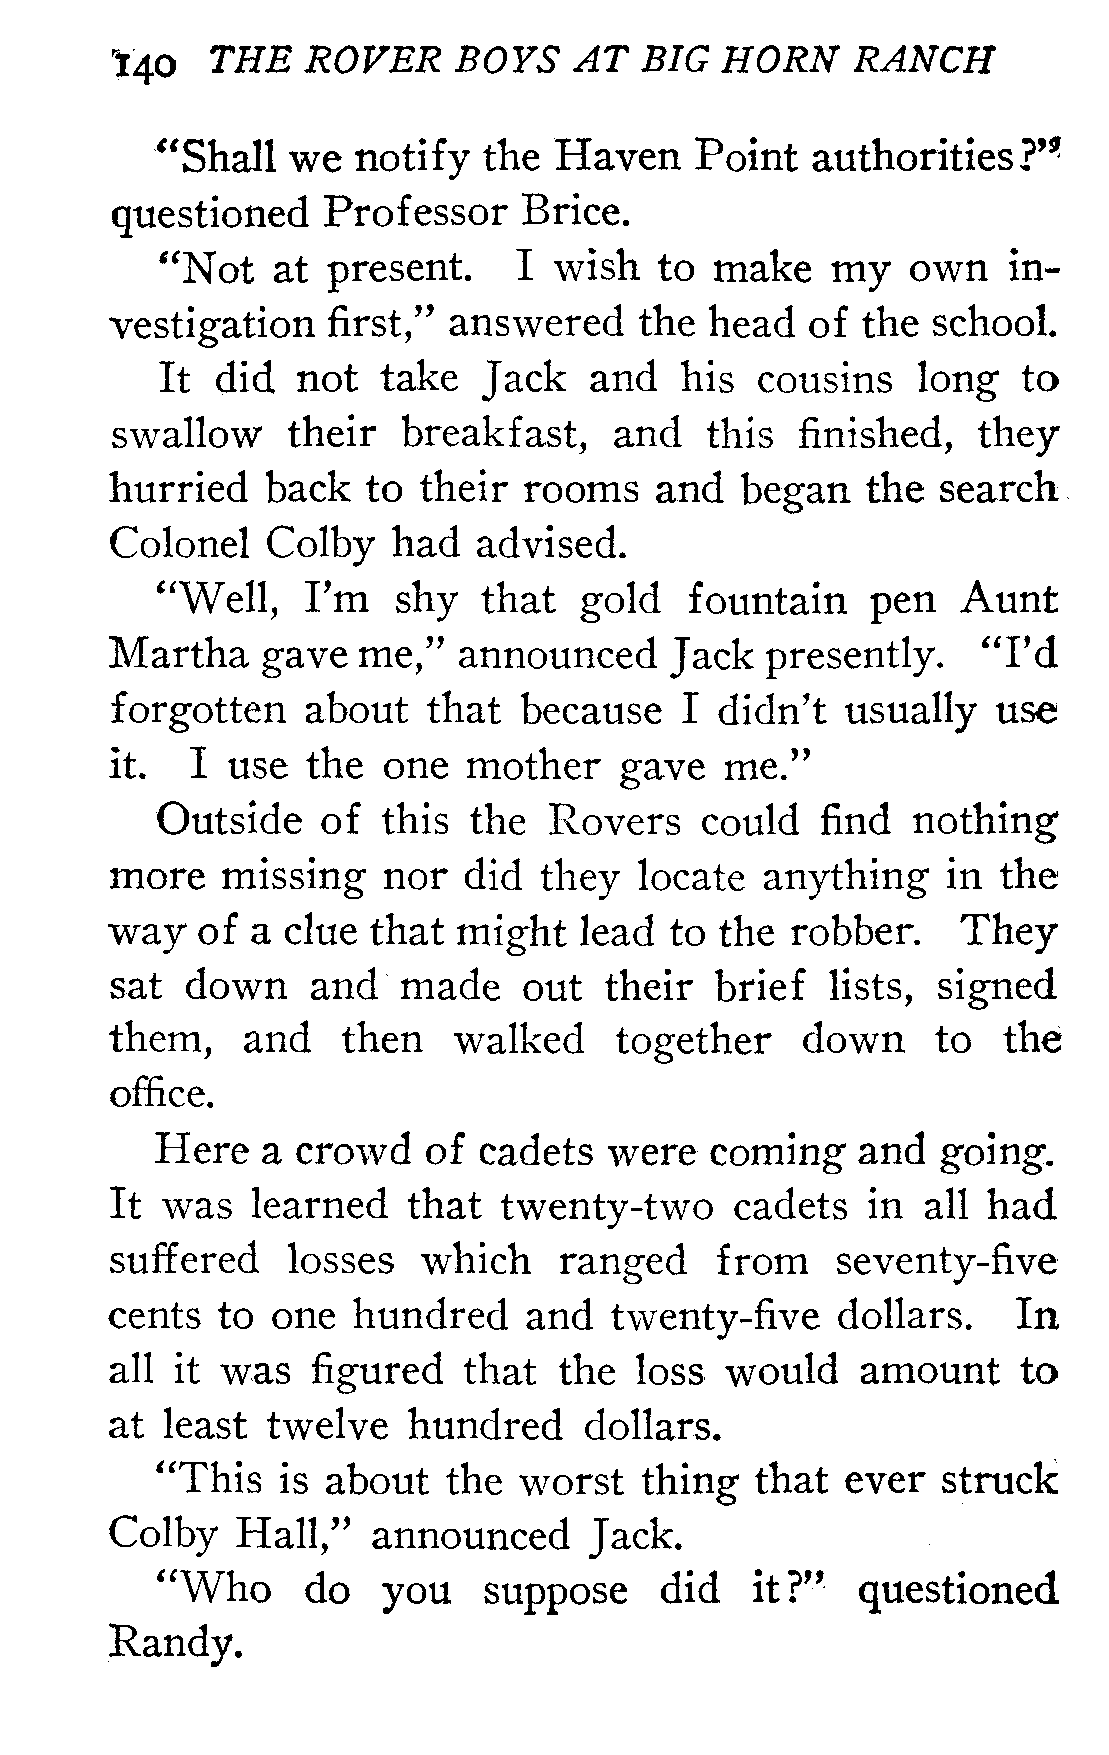 140 THE ROVER BOYS AT BIG HORN RANCH
“Shall we notify the Haven Point authorities?”
questioned Professor Brice.
“Not at present. I wish to make my own in-
vestigation first,” answered the head of the school.
It did not take Jack and his cousins long to
swallow their breakfast, and this finished, they
hurried back to their rooms and began the search
Colonel Colby had advised.
“Well, I’m shy that gold fountain pen Aunt
Martha gave me,” announced Jack presently. “I’d
forgotten about that because I didn’t usually use
it. I use the one mother gave me.”
Outside of this the Rovers could find nothing
more missing nor did they locate anything in the
way of a clue that might lead to the robber. They
sat down and made out their brief lists, signed
them, and then walked together down to the
office.
Here a crowd of cadets were coming and going.
It was learned that twenty-two cadets in all had
suffered losses which ranged from seventy-five
cents to one hundred and twenty-five dollars. In
all it was figured that the loss would amount to
at least twelve hundred dollars.
“This is about the worst thing that ever struck
Colby Hall,” announced Jack.
“Who do you suppose did it?” questioned
Randy.